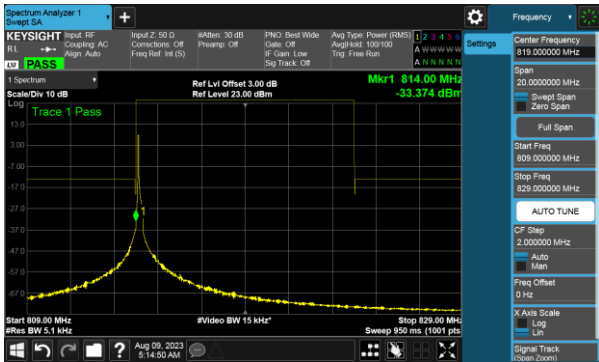 Spectrum Analyzer 1
Swept SA
+
Frequency
KEYSIGHT
RL
LXI
PASS
Input: RF
Coupling: AC
Align: Auto
Input Z: 50 Ω
Corrections: Off
Freq Ref: Int (S)
#Atten: 30 dB
Preamp: Off
PNO: Best Wide
Gate: Off
IF Gain: Low
Sig Track: Off
Avg Type: Power (RMS)
Avg|Hold: 100/100
Trig: Free Run
1 2 3 4 5 6
A W W W W W
A N N N N N
1 Spectrum
Scale/Div 10 dB
Log
Ref Lvl Offset 3.00 dB
Ref Level 23.00 dBm
Mkr1 814.00 MHz
-33.374 dBm
Trace 1 Pass
13.0
3.00
-7.00
-17.0
-27.0
-37.0
-47.0
-57.0
-67.0
1
Start 809.00 MHz
#Res BW 5.1 kHz
#Video BW 15 kHz*
Stop 829.00 MHz
Sweep 950 ms (1001 pts)
Aug 09, 2023
5:14:50 AM
?
Settings
Center Frequency
819.000000 MHz
Span
20.0000000 MHz
Swept Span
Zero Span
Full Span
Start Freq
809.000000 MHz
Stop Freq
829.000000 MHz
AUTO TUNE
CF Step
2.000000 MHz
Auto
Man
Freq Offset
0 Hz
X Axis Scale
Log
Lin
Signal Track
(Span Zoom)